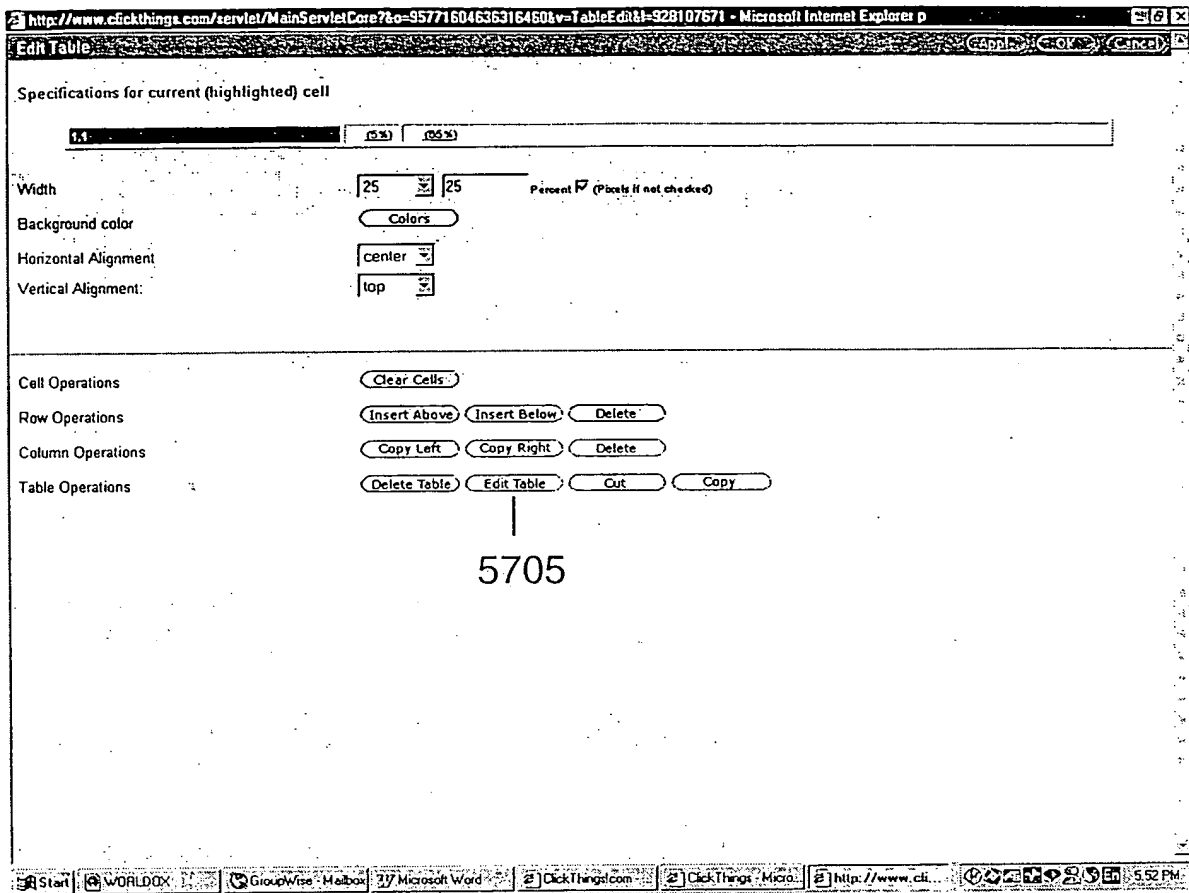 http://www.clickthings.com/servlet/MainServletCore?&o=95771604636316460&v=TableEdit&l=928107671 - Microsoft Internet Explorer p
Edit Table Apply OK Cancel
Specifications for current (highlighted) cell
1.1 (5%)
Width 25 25 Percent (Pixels if not checked)
Background color Colors
Horizontal Alignment center
Vertical Alignment: top
Cell Operations Clear Cells
Row Operations Insert Above Insert Below Delete
Column Operations Copy Left Copy Right Delete
Table Operations Delete Table Edit Table Cut Copy
5705
Start WORLDOX GroupWise - Mailbox Microsoft Word ClickThings!com ClickThings - Micro... http://www.cli... 5:52 PM